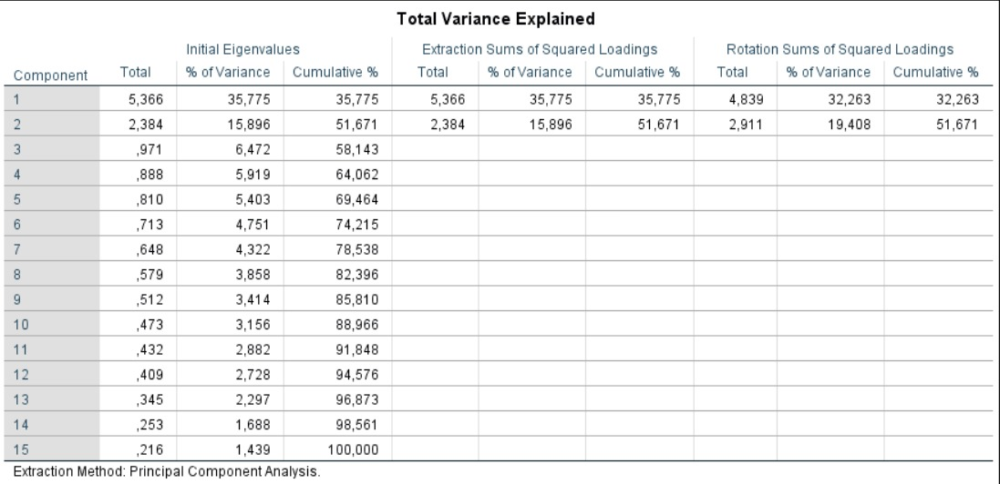 Total Variance Explained
Initial Eigenvalues Extraction Sums of Squared Loadings Rotation Sums of Squared Loadings
Component Total % of Variance Cumulative % Total % of Variance Cumulative % Total % of Variance Cumulative %
1 5,366 35,775 35,775 5,366 35,775 35,775 4,839 32,263 32,263
2 2,384 15,896 51,671 2,384 15,896 51,671 2,911 19,408 51,671
3 ,971 6,472 58,143
4 ,888 5,919 64,062
5 ,810 5,403 69,464
6 ,713 4,751 74,215
7 ,648 4,322 78,538
8 ,579 3,858 82,396
9 ,512 3,414 85,810
10 ,473 3,156 88,966
11 ,432 2,882 91,848
12 ,409 2,728 94,576
13 ,345 2,297 96,873
14 ,253 1,688 98,561
15 ,216 1,439 100,000
Extraction Method: Principal Component Analysis.